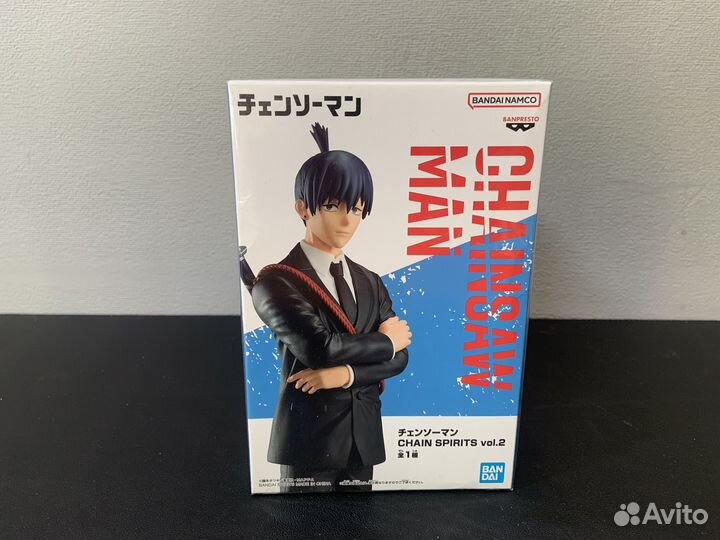 チェンソーマン
BANDAI NAMCO
BANPRESTO
CHAINSAW
MAN
チェンソーマン
CHAIN SPIRITS vol.2
全1種
BANDAI
Avito